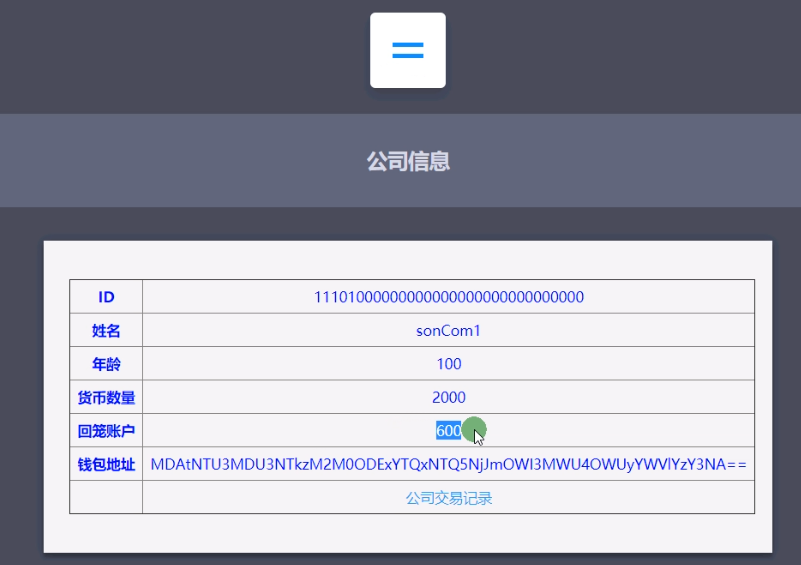 公司信息
ID 11101000000000000000000000000000
姓名 sonCom1
年龄 100
货币数量 2000
回笼账户 600
钱包地址 MDAtNTU3MDU3NTkzM2M0ODExYTQxNTQ5NjJmOWI3MWU4OWUyYWVlYzY3NA==
公司交易记录